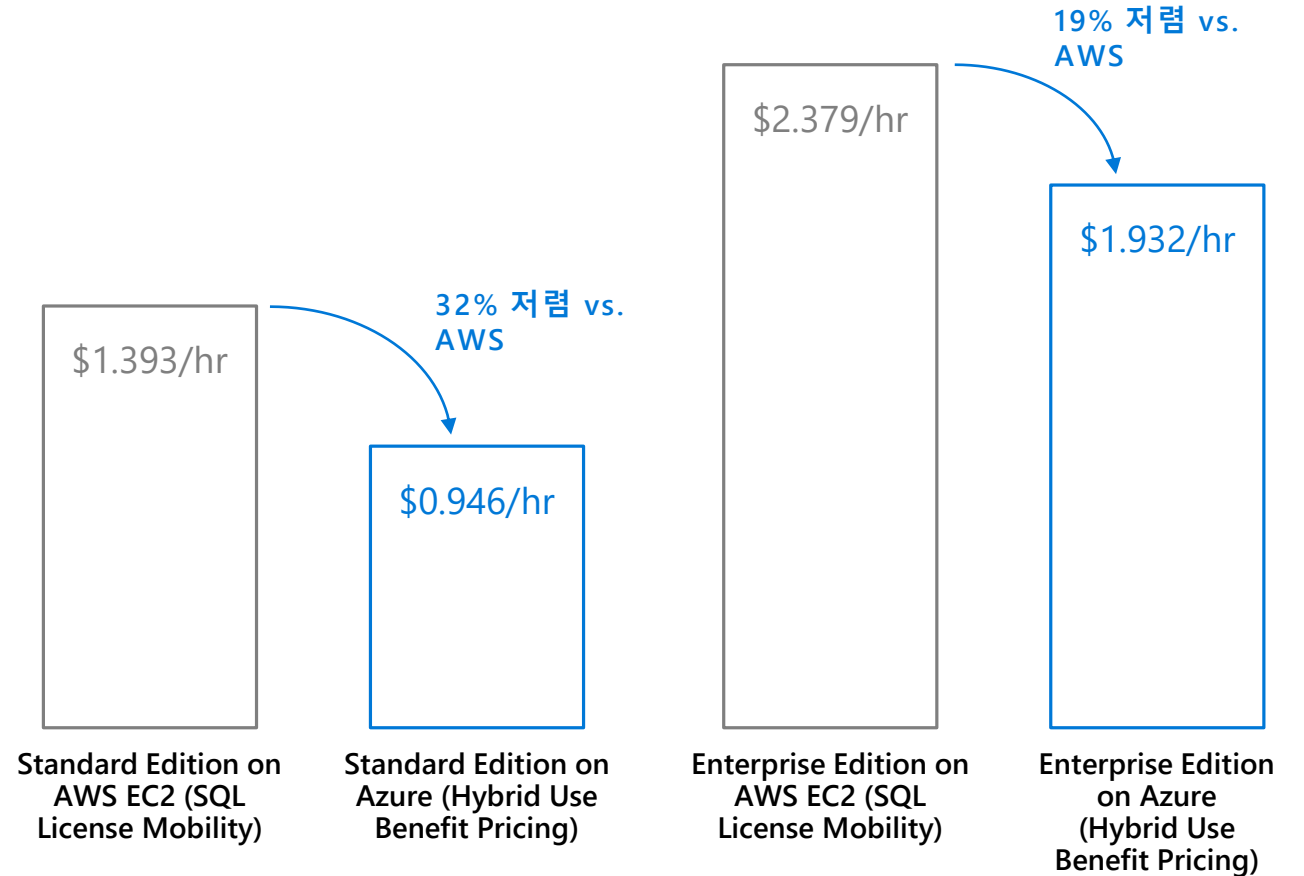 19% 저렴 vs.
AWS
$2.379/hr
$1.932/hr
32% 저렴 vs.
AWS
$1.393/hr
$0.946/hr
Standard Edition on
AWS EC2 (SQL
License Mobility)
Standard Edition on
Azure (Hybrid Use
Benefit Pricing)
Enterprise Edition on
AWS EC2 (SQL
License Mobility)
Enterprise Edition
on Azure
(Hybrid Use
Benefit Pricing)